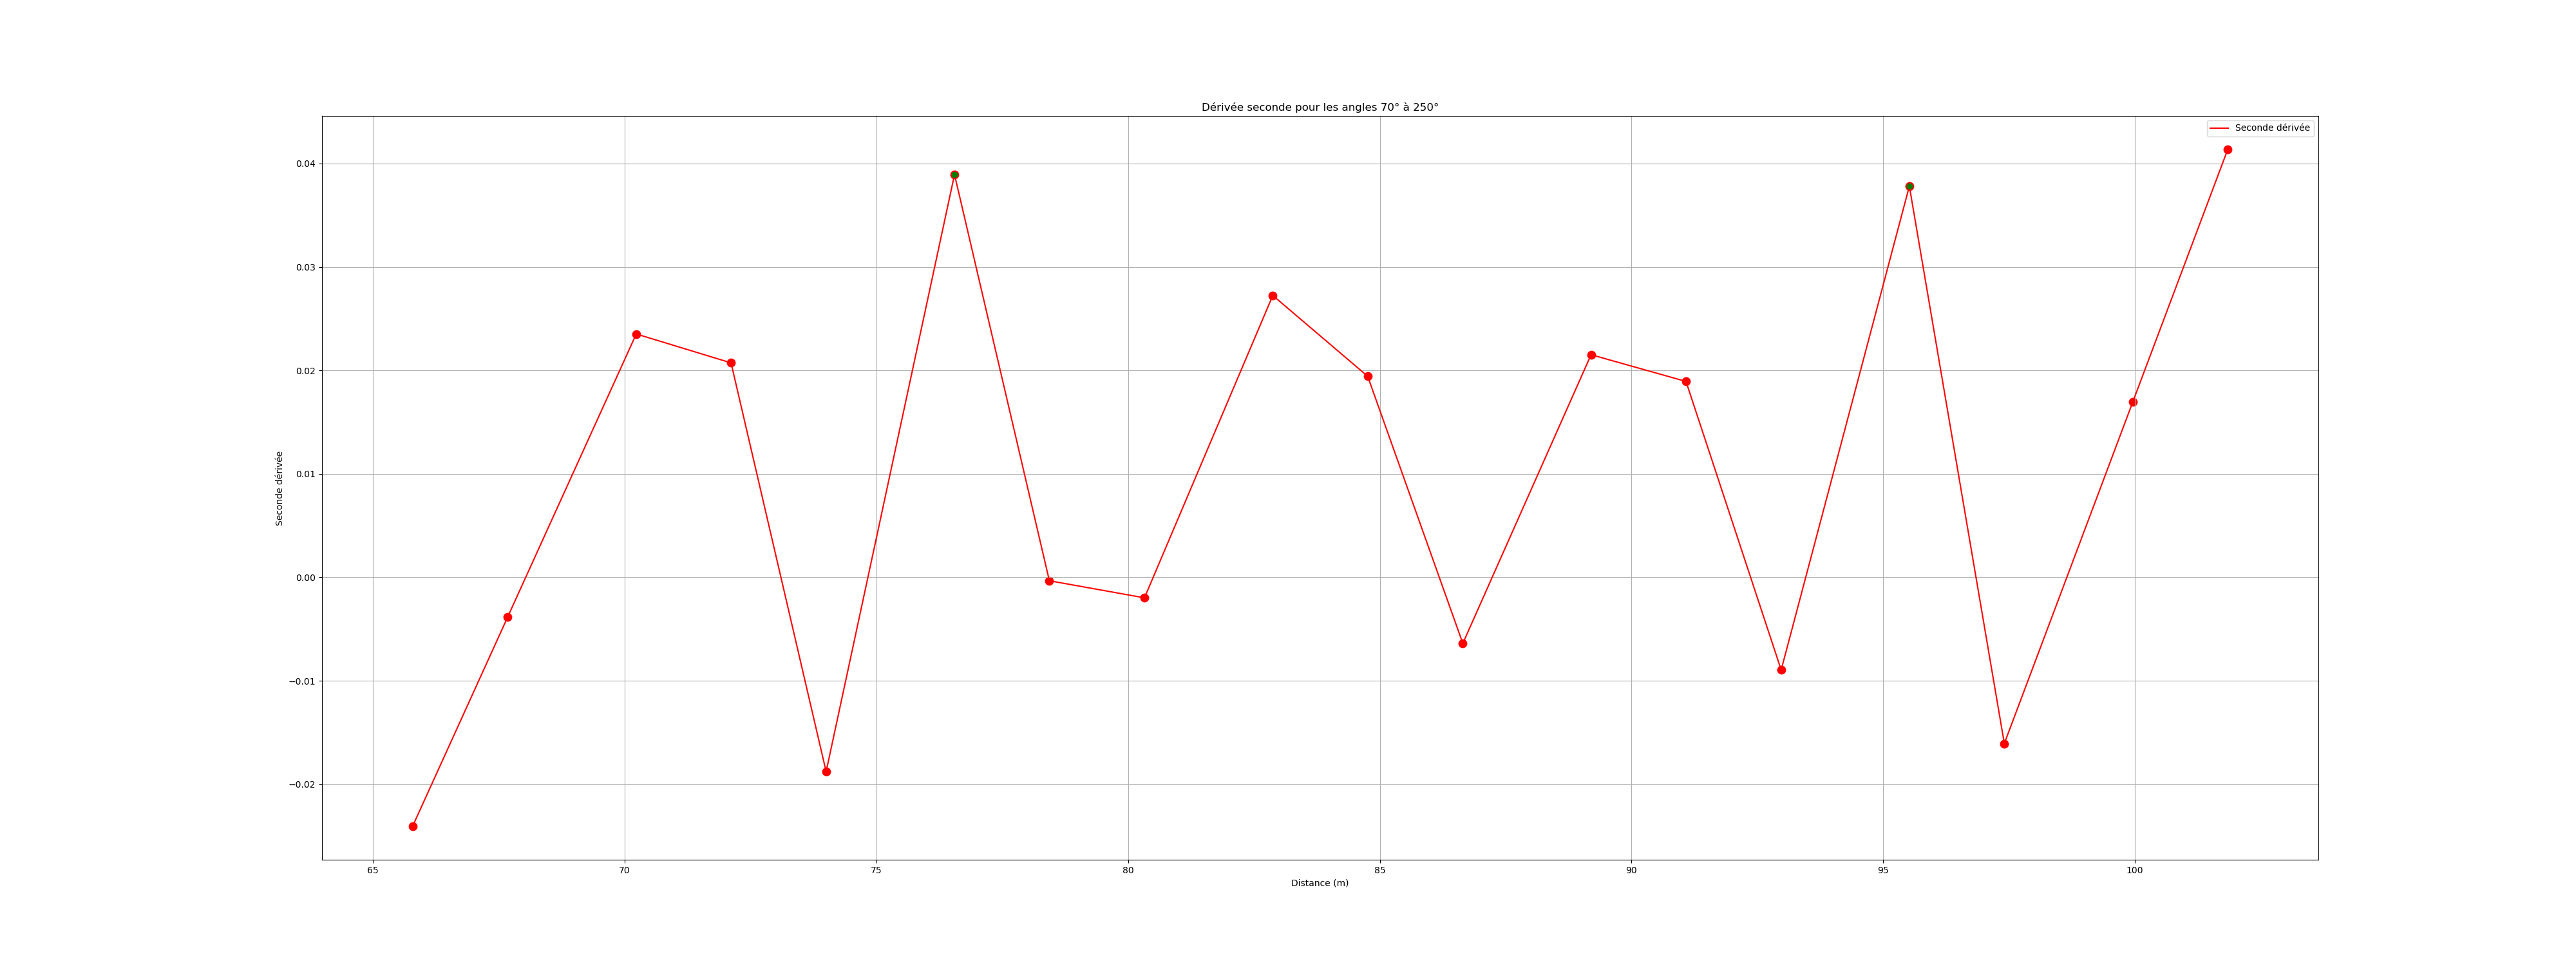 Dérivée seconde pour les angles 70° à 250°
Seconde dérivée
0.04
0.03
0.02
0.01
0.00
−0.01
−0.02
Seconde dérivée
65 70 75 80 85 90 95 100
Distance (m)